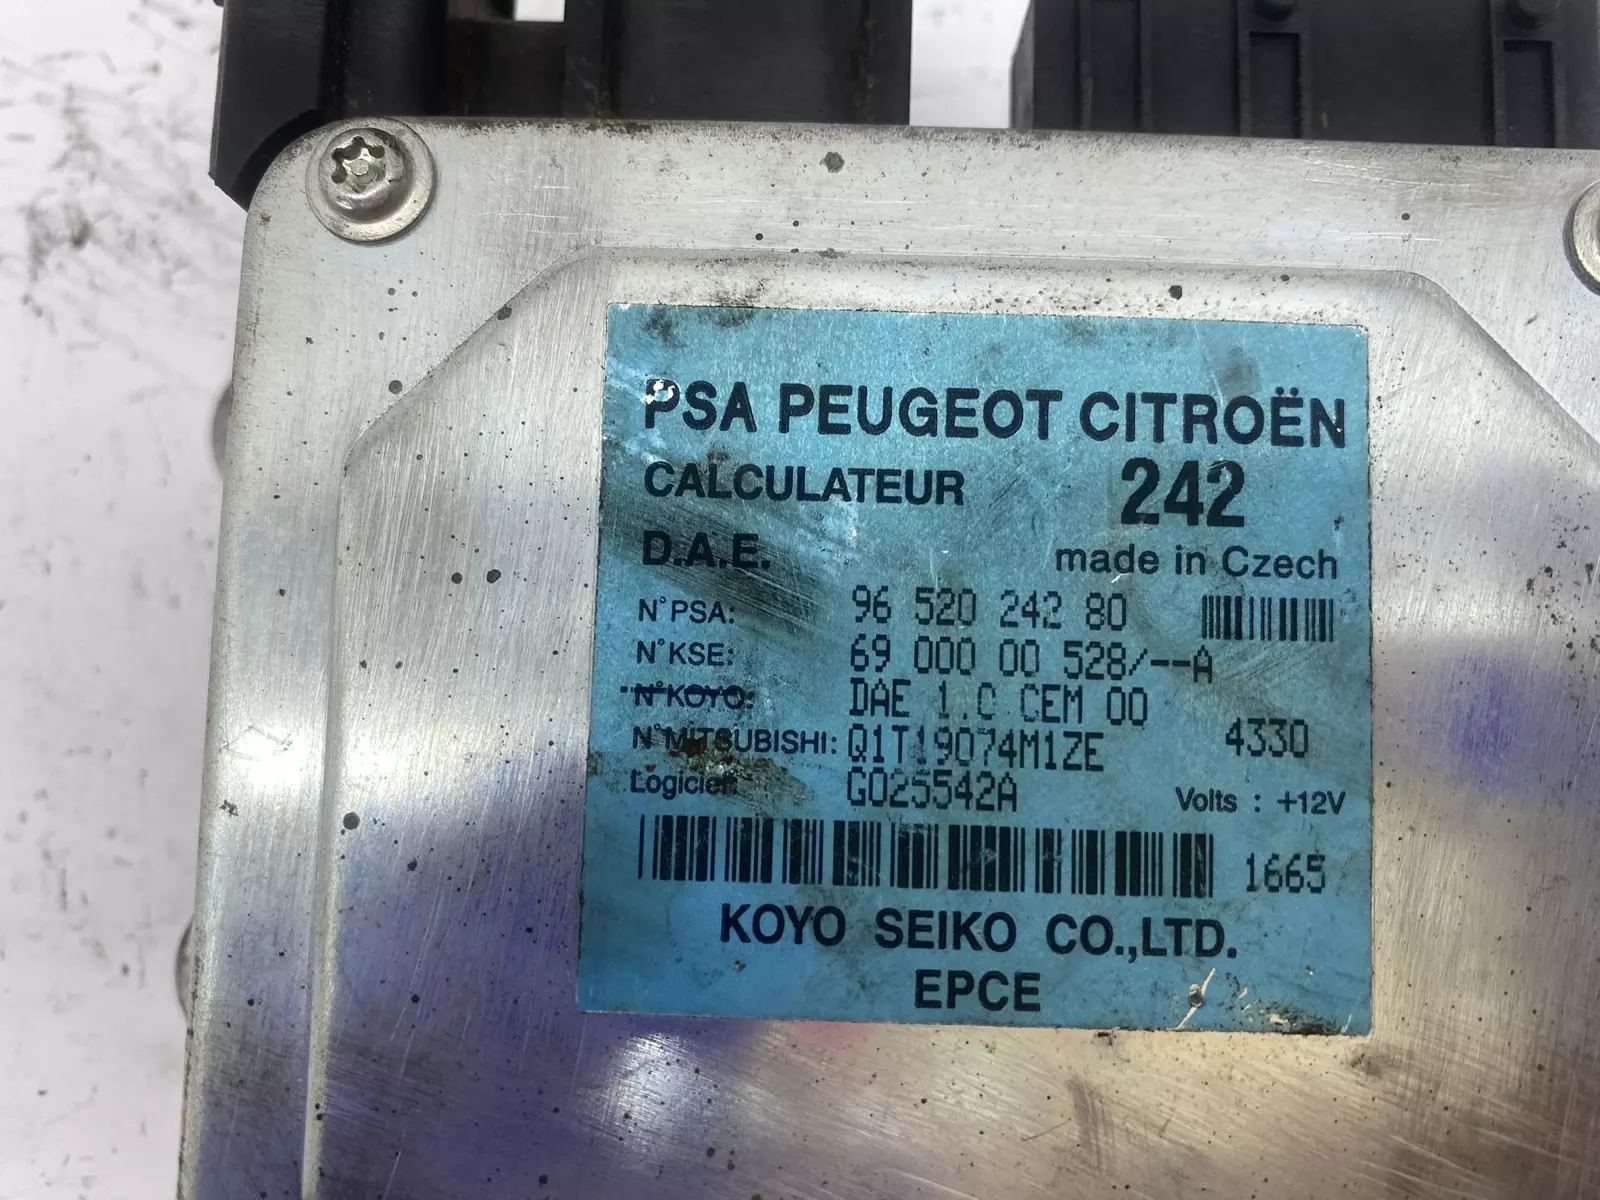 PSA PEUGEOT CITROËN
CALCULATEUR 242
D.A.E. made in Czech
N°PSA: 96 520 242 80
N°KSE: 69 000 00 528/--A
N°KOYO: DAE 1.C CEM 00
N°MITSUBISHI: Q1T19074M1ZE 4330
Logiciel: G025542A Volts : +12V
1665
KOYO SEIKO CO.,LTD.
EPCE